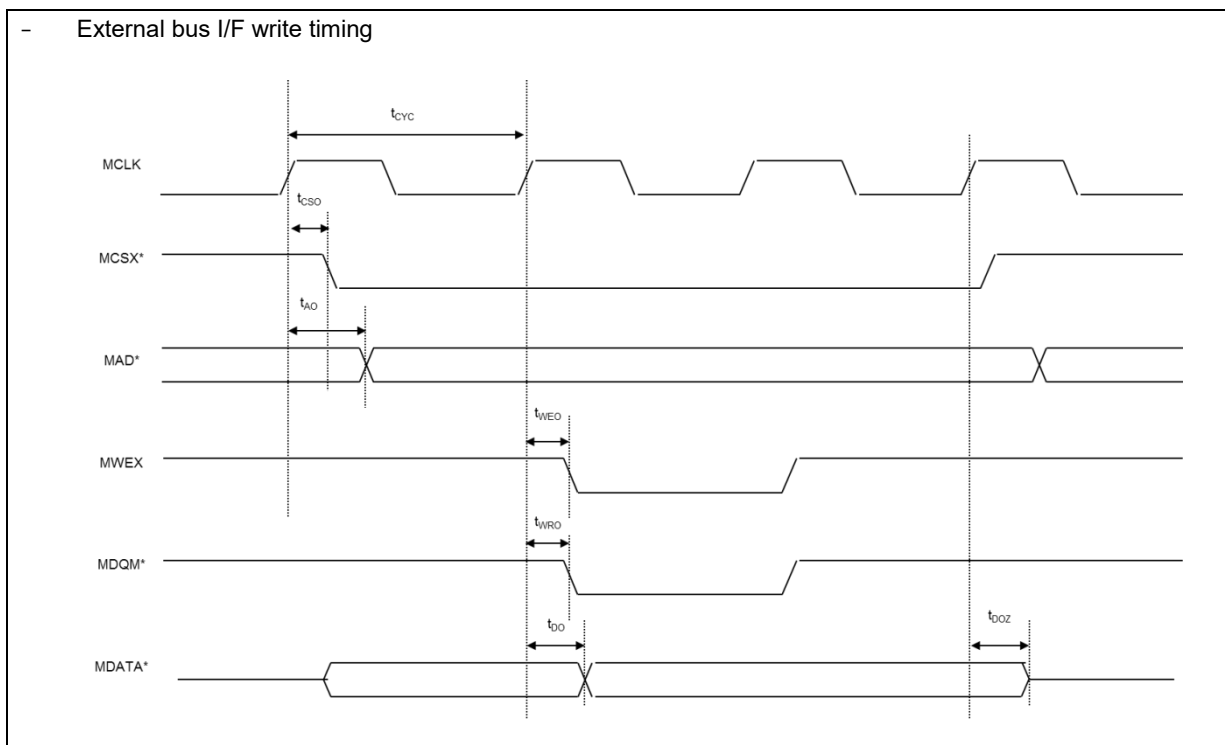 – External bus I/F write timing
tCYC
MCLK
tCSO
MCSX*
tAO
MAD*
tWEO
MWEX
tWRO
MDQM*
tDO
tDOZ
MDATA*